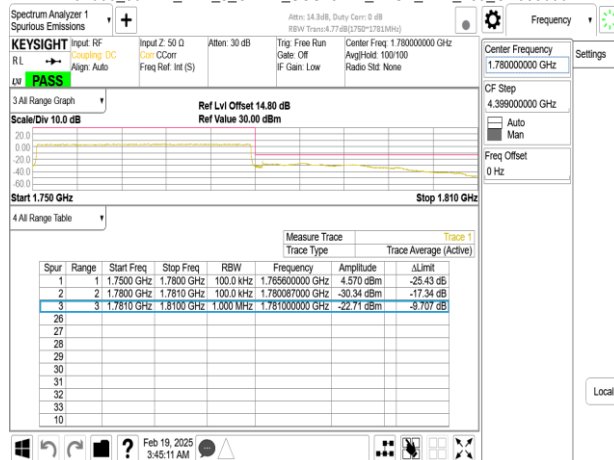 Spectrum Analyzer 1
Spurious Emissions
Attn: 14.3dB, Duty Corr: 0 dB
RBW Trans:4.77dB(1750~1781MHz)
Frequency
Settings
KEYSIGHT
Input: RF
Input Z: 50 Ω
Atten: 30 dB
Trig: Free Run
Center Freq: 1.780000000 GHz
RL
Coupling: DC
Corr CCorr
Gate: Off
Avg|Hold: 100/100
Align: Auto
Freq Ref: Int (S)
IF Gain: Low
Radio Std: None
LXI
PASS
Center Frequency
1.780000000 GHz
CF Step
4.399000000 GHz
Auto
Man
Freq Offset
0 Hz
3 All Range Graph
Scale/Div 10.0 dB
Ref Lvl Offset 14.80 dB
Ref Value 30.00 dBm
20.0
0.00
-20.0
-40.0
-60.0
Start 1.750 GHz
Stop 1.810 GHz
4 All Range Table
Measure Trace Trace 1
Trace Type Trace Average (Active)
Spur Range Start Freq Stop Freq RBW Frequency Amplitude ΔLimit
1 1 1.7500 GHz 1.7800 GHz 100.0 kHz 1.765600000 GHz 4.570 dBm -25.43 dB
2 2 1.7800 GHz 1.7810 GHz 100.0 kHz 1.780087000 GHz -30.34 dBm -17.34 dB
3 3 1.7810 GHz 1.8100 GHz 1.000 MHz 1.781000000 GHz -22.71 dBm -9.707 dB
26
27
28
29
30
31
32
33
10
Local
Feb 19, 2025
3:45:11 AM